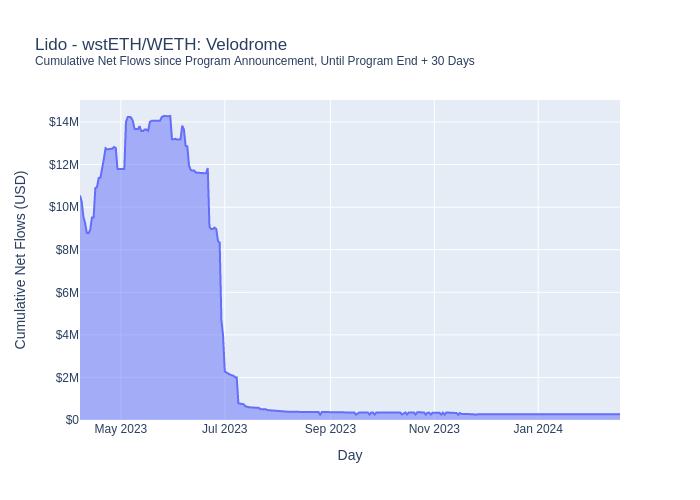 Lido - wstETH/WETH: Velodrome
Cumulative Net Flows since Program Announcement, Until Program End + 30 Days
Cumulative Net Flows (USD)
$14M
$12M
$10M
$8M
$6M
$4M
$2M
$0
May 2023
Jul 2023
Sep 2023
Nov 2023
Jan 2024
Day